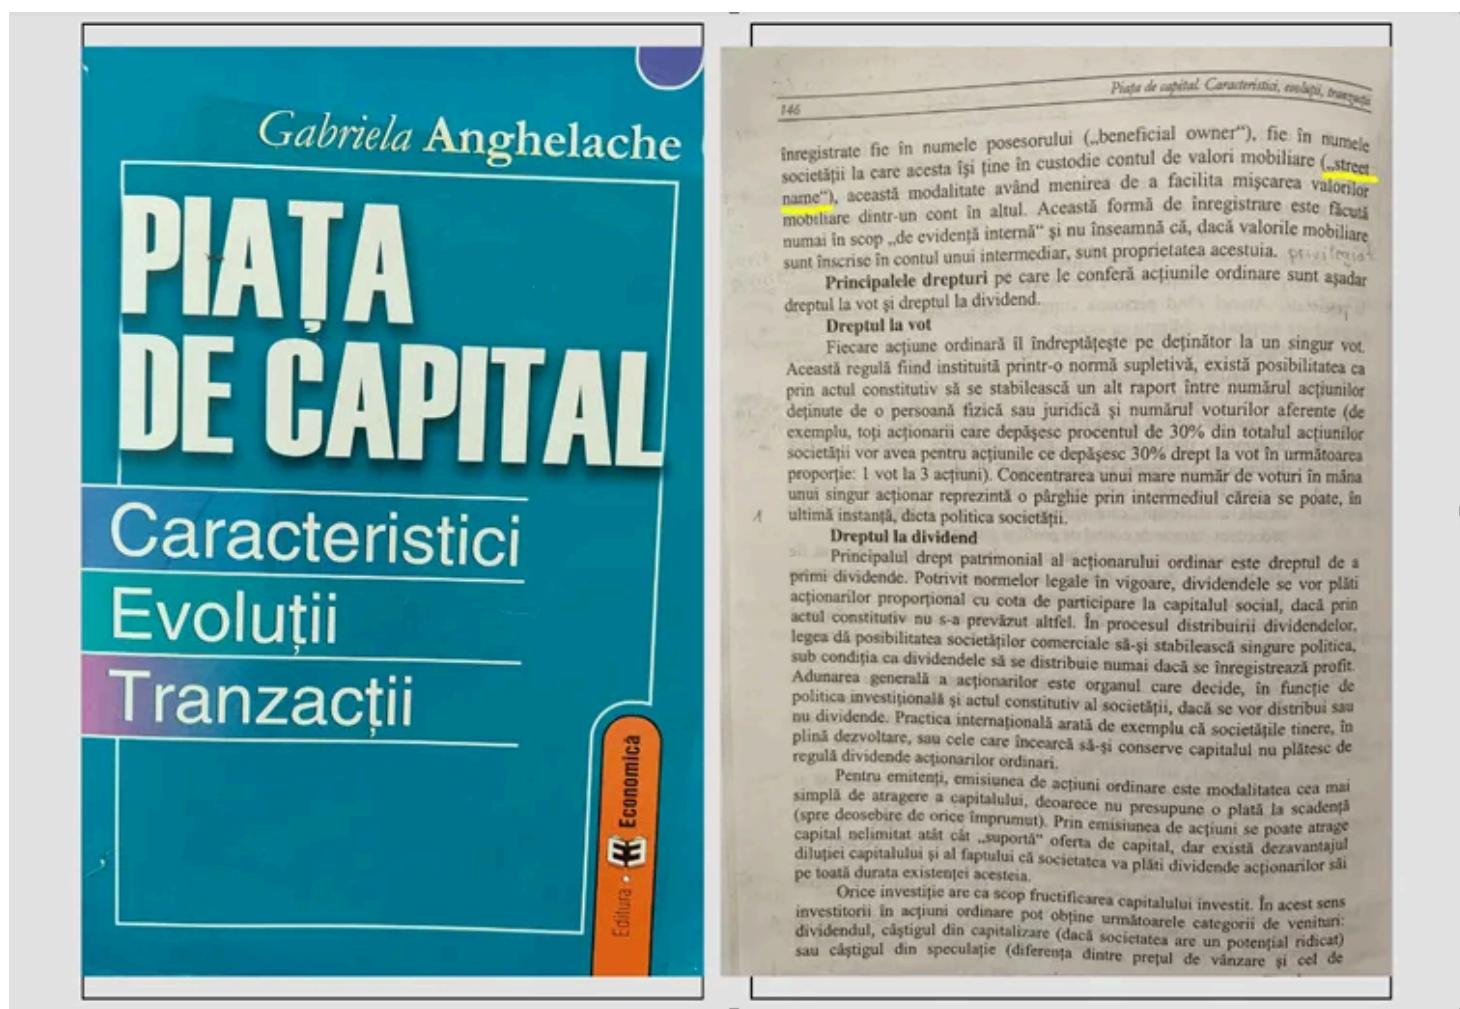 Gabriela Anghelache
PIAȚA
DE CAPITAL
Caracteristici
Evoluții
Tranzacții
Editura • Economică
146
Piața de capital. Caracteristici, evoluții, tranzacții
înregistrate fie în numele posesorului („beneficial owner“), fie în numele
societății la care acesta își ține în custodie contul de valori mobiliare („street
name“), această modalitate având menirea de a facilita mișcarea valorilor
mobiliare dintr-un cont în altul. Această formă de înregistrare este făcută
numai în scop „de evidență internă“ și nu înseamnă că, dacă valorile mobiliare
sunt înscrise în contul unui intermediar, sunt proprietatea acestuia.
Principalele drepturi pe care le conferă acțiunile ordinare sunt așadar
dreptul la vot și dreptul la dividend.
Dreptul la vot
Fiecare acțiune ordinară îl îndreptățește pe deținător la un singur vot.
Această regulă fiind instituită printr-o normă supletivă, există posibilitatea ca
prin actul constitutiv să se stabilească un alt raport între numărul acțiunilor
deținute de o persoană fizică sau juridică și numărul voturilor aferente (de
exemplu, toți acționarii care depășesc procentul de 30% din totalul acțiunilor
societății vor avea pentru acțiunile ce depășesc 30% drept la vot în următoarea
proporție: 1 vot la 3 acțiuni). Concentrarea unui mare număr de voturi în mâna
unui singur acționar reprezintă o pârghie prin intermediul căreia se poate, în
ultimă instanță, dicta politica societății.
Dreptul la dividend
Principalul drept patrimonial al acționarului ordinar este dreptul de a
primi dividende. Potrivit normelor legale în vigoare, dividendele se vor plăti
acționarilor proporțional cu cota de participare la capitalul social, dacă prin
actul constitutiv nu s-a prevăzut altfel. În procesul distribuirii dividendelor,
legea dă posibilitatea societăților comerciale să-și stabilească singure politica,
sub condiția ca dividendele să se distribuie numai dacă se înregistrează profit.
Adunarea generală a acționarilor este organul care decide, în funcție de
politica investițională și actul constitutiv al societății, dacă se vor distribui sau
nu dividende. Practica internațională arată de exemplu că societățile tinere, în
plină dezvoltare, sau cele care încearcă să-și conserve capitalul nu plătesc de
regulă dividende acționarilor ordinari.
Pentru emitenți, emisiunea de acțiuni ordinare este modalitatea cea mai
simplă de atragere a capitalului, deoarece nu presupune o plată la scadență
(spre deosebire de orice împrumut). Prin emisiunea de acțiuni se poate atrage
capital nelimitat atât cât „suportă“ oferta de capital, dar există dezavantajul
diluției capitalului și al faptului că societatea va plăti dividende acționarilor săi
pe toată durata existenței acesteia.
Orice investiție are ca scop fructificarea capitalului investit. În acest sens
investitorii în acțiuni ordinare pot obține următoarele categorii de venituri:
dividendul, câștigul din capitalizare (dacă societatea are un potențial ridicat)
sau câștigul din speculație (diferența dintre prețul de vânzare și cel de